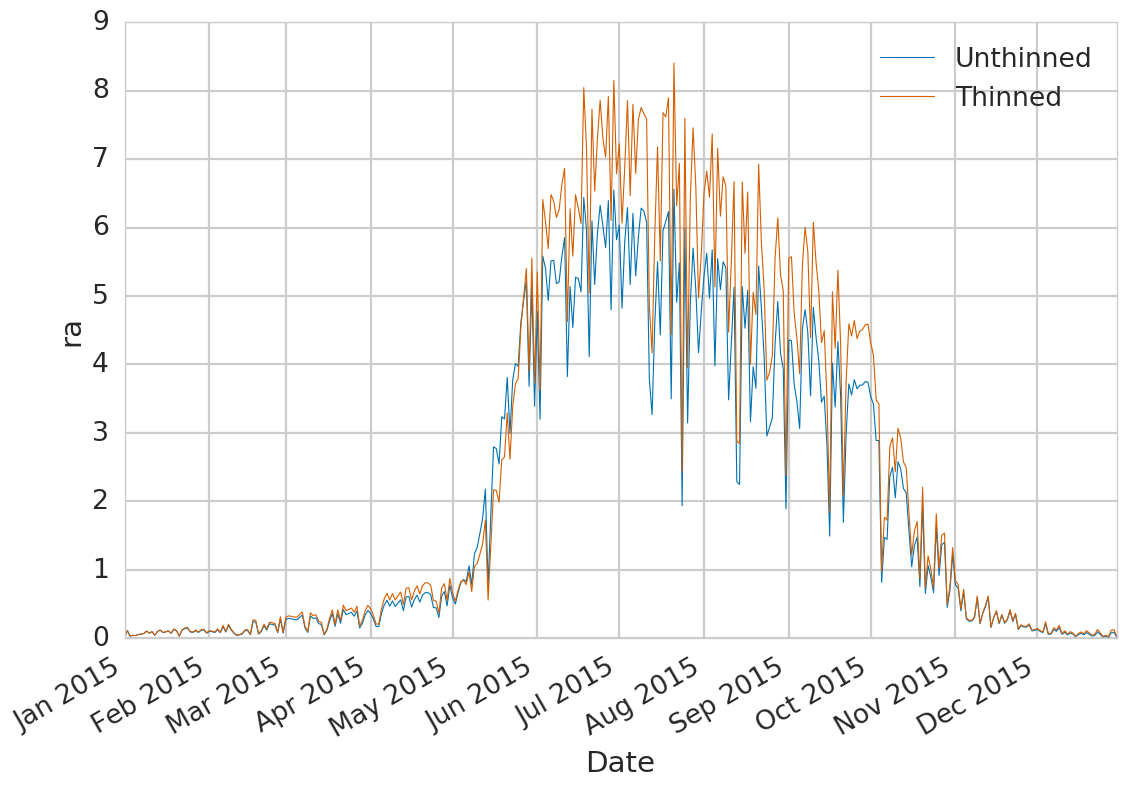 9
8
7
6
5
4
3
2
1
0
ra
Unthinned
Thinned
Jan 2015
Feb 2015
Mar 2015
Apr 2015
May 2015
Jun 2015
Jul 2015
Aug 2015
Sep 2015
Oct 2015
Nov 2015
Dec 2015
Date